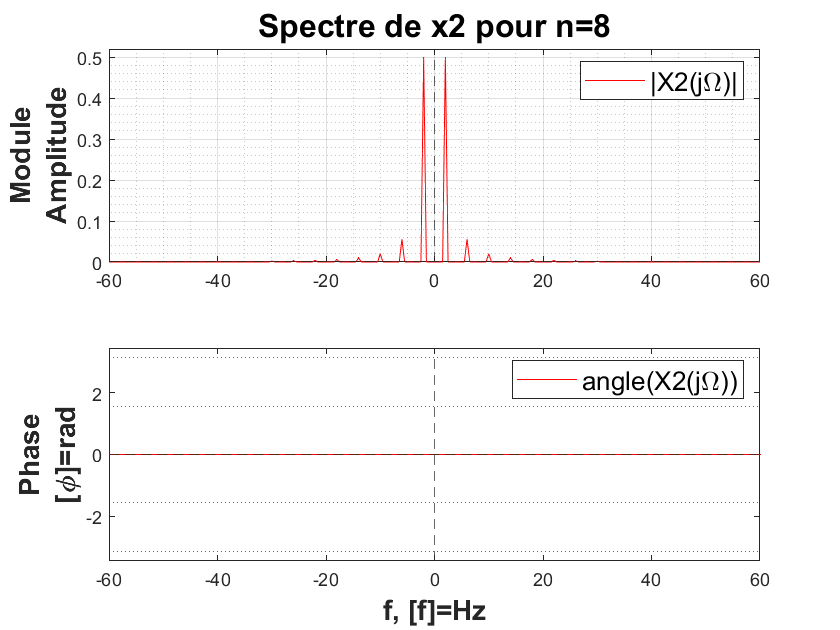 Spectre de x2 pour n=8
Module
Amplitude
0.5
0.4
0.3
0.2
0.1
0
|X2(jΩ)|
-60 -40 -20 0 20 40 60
Phase
[ϕ]=rad
2
0
-2
angle(X2(jΩ))
-60 -40 -20 0 20 40 60
f, [f]=Hz